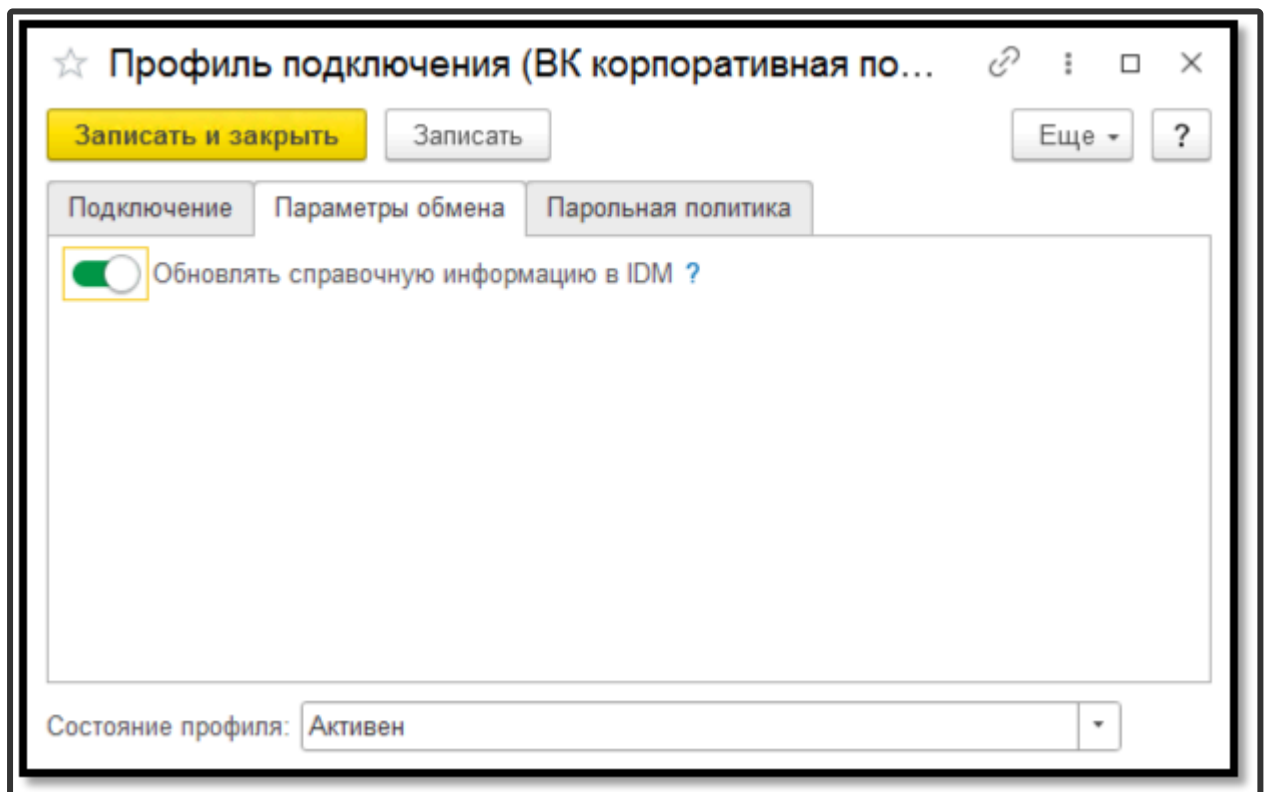 Профиль подключения (ВК корпоративная по...
Записать и закрыть Записать Еще ?
Подключение Параметры обмена Парольная политика
Обновлять справочную информацию в IDM ?
Состояние профиля: Активен